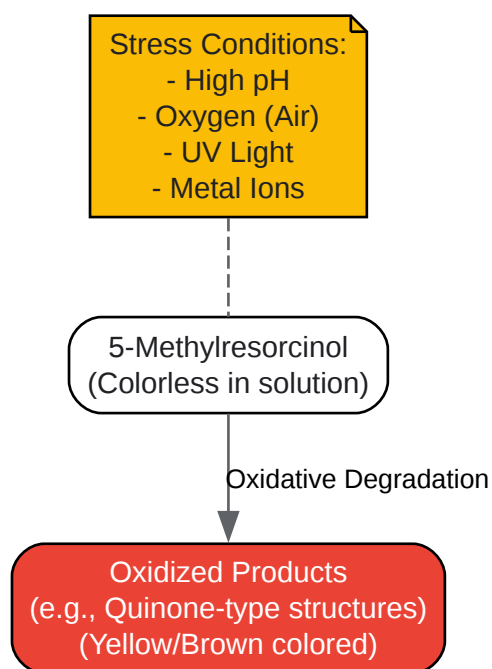 Stress Conditions:
- High pH
- Oxygen (Air)
- UV Light
- Metal Ions
5-Methylresorcinol
(Colorless in solution)
Oxidative Degradation
Oxidized Products
(e.g., Quinone-type structures)
(Yellow/Brown colored)